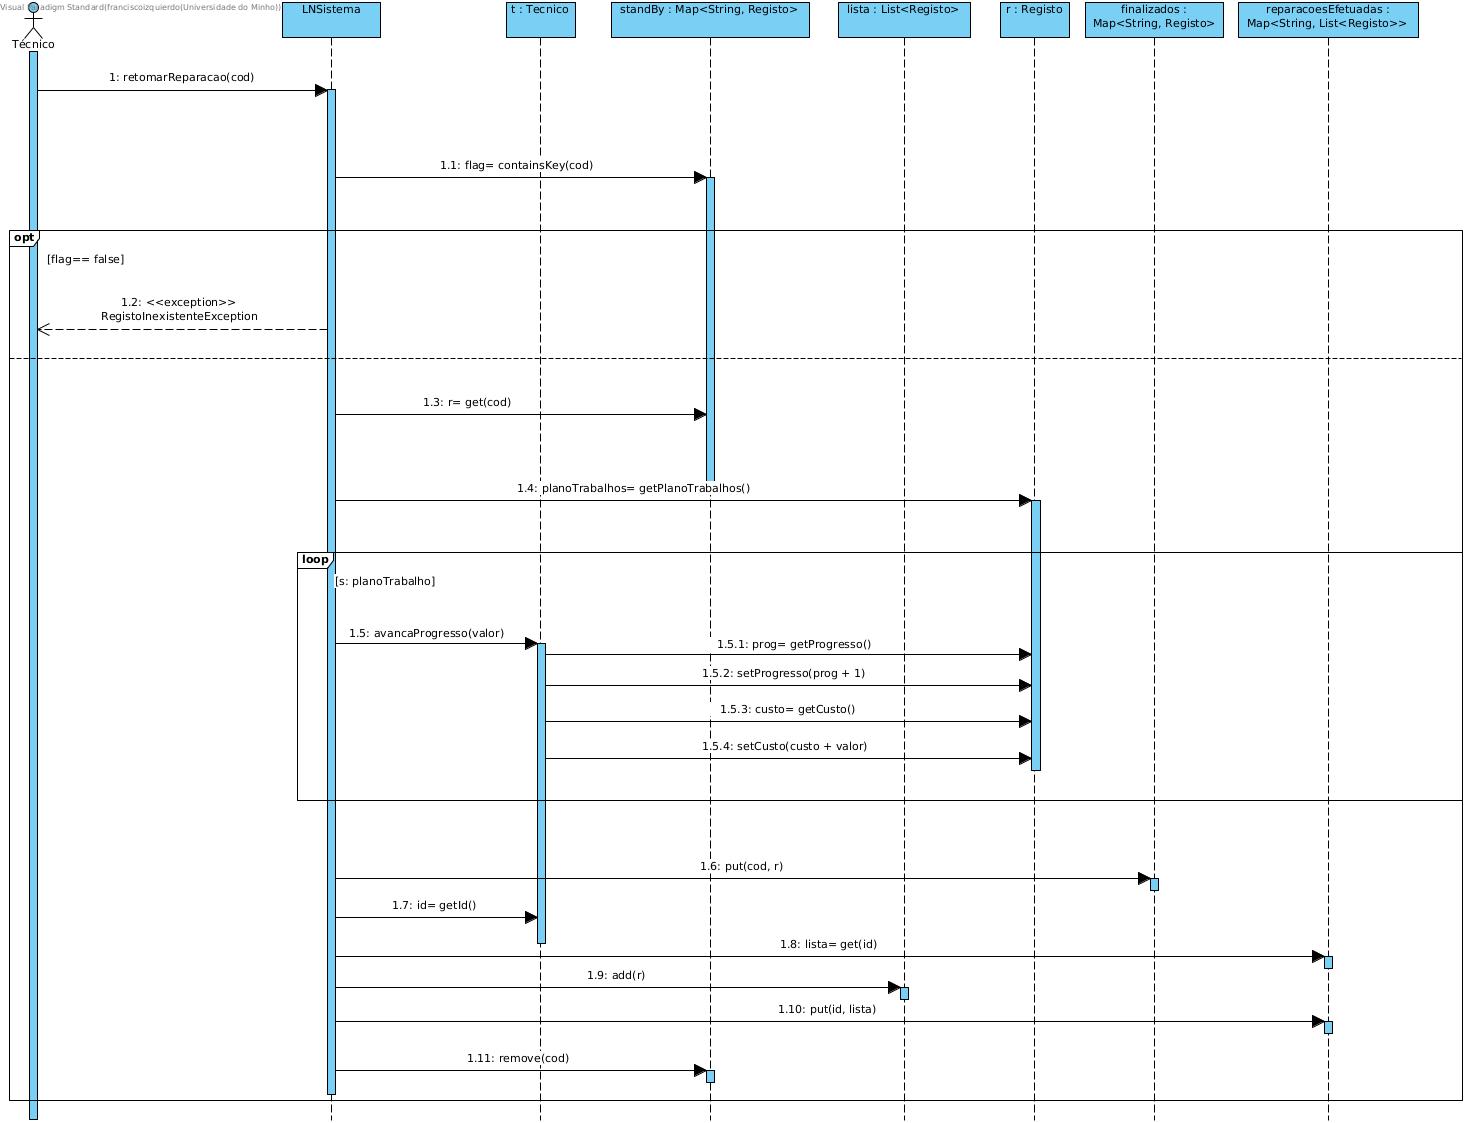 Visual Paradigm Standard(franciscoizquierdo(Universidade do Minho))
Técnico
LNSistema
t : Tecnico
standBy : Map<String, Registo>
lista : List<Registo>
r : Registo
finalizados :
Map<String, Registo>
reparacoesEfetuadas :
Map<String, List<Registo>>
1: retomarReparacao(cod)
1.1: flag= containsKey(cod)
opt
[flag== false]
1.2: <<exception>>
RegistoInexistenteException
1.3: r= get(cod)
1.4: planoTrabalhos= getPlanoTrabalhos()
loop
[s: planoTrabalho]
1.5: avancaProgresso(valor)
1.5.1: prog= getProgresso()
1.5.2: setProgresso(prog + 1)
1.5.3: custo= getCusto()
1.5.4: setCusto(custo + valor)
1.6: put(cod, r)
1.7: id= getId()
1.8: lista= get(id)
1.9: add(r)
1.10: put(id, lista)
1.11: remove(cod)